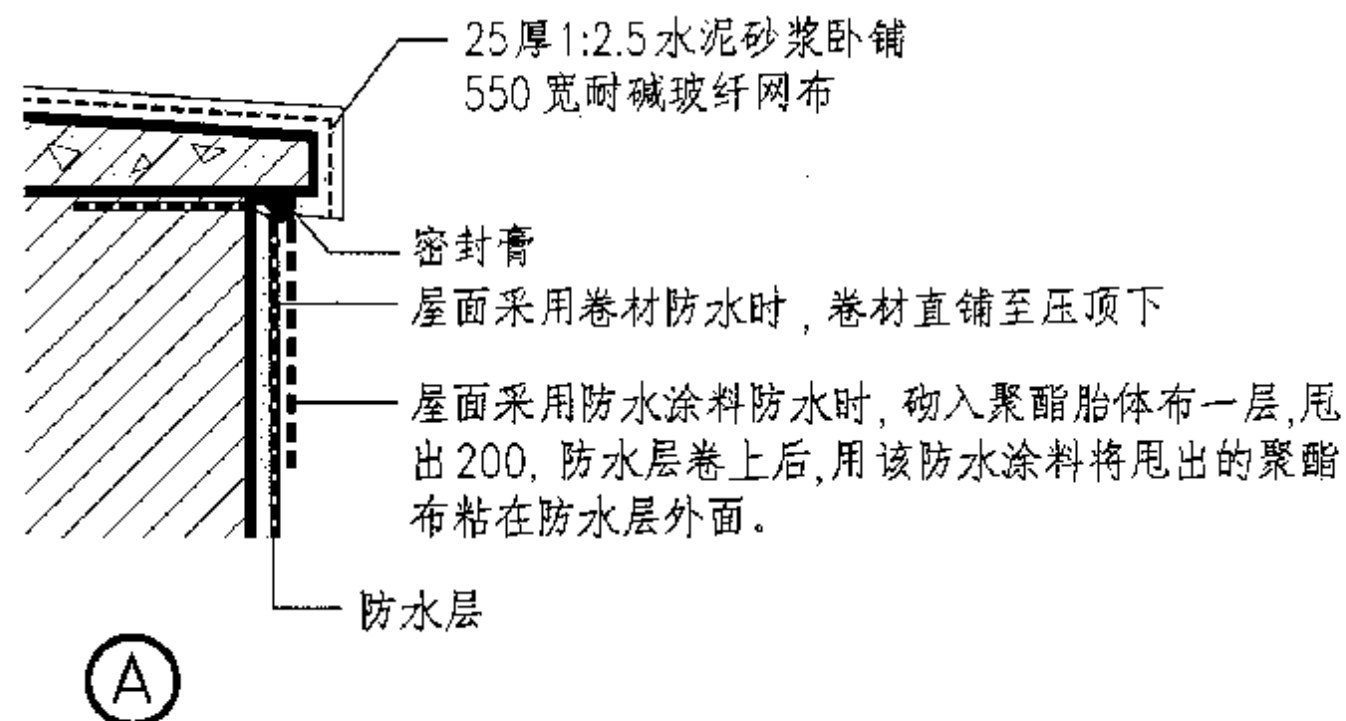 25厚1:2.5水泥砂浆卧铺
550宽耐碱玻纤网布
密封膏
屋面采用卷材防水时,卷材直铺至压顶下
屋面采用防水涂料防水时,砌入聚酯胎体布一层,甩
出200,防水层卷上后,用该防水涂料将甩出的聚酯
布粘在防水层外面。
防水层
A